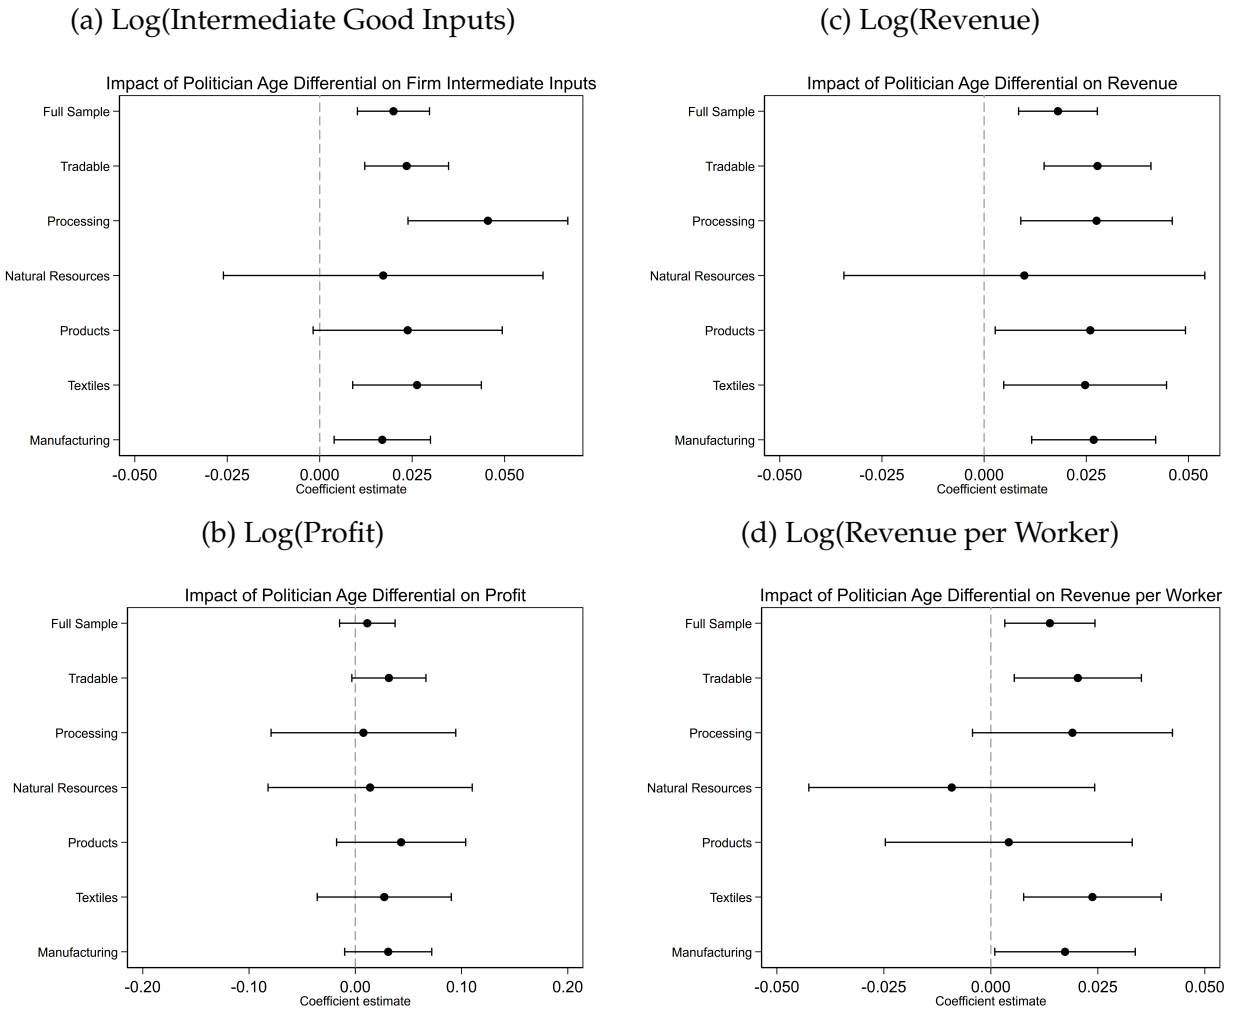 (a) Log(Intermediate Good Inputs)
Impact of Politician Age Differential on Firm Intermediate Inputs
Full Sample
Tradable
Processing
Natural Resources
Products
Textiles
Manufacturing
-0.050 -0.025 0.000 0.025 0.050
Coefficient estimate
(c) Log(Revenue)
Impact of Politician Age Differential on Revenue
Full Sample
Tradable
Processing
Natural Resources
Products
Textiles
Manufacturing
-0.050 -0.025 0.000 0.025 0.050
Coefficient estimate
(b) Log(Profit)
Impact of Politician Age Differential on Profit
Full Sample
Tradable
Processing
Natural Resources
Products
Textiles
Manufacturing
-0.20 -0.10 0.00 0.10 0.20
Coefficient estimate
(d) Log(Revenue per Worker)
Impact of Politician Age Differential on Revenue per Worker
Full Sample
Tradable
Processing
Natural Resources
Products
Textiles
Manufacturing
-0.050 -0.025 0.000 0.025 0.050
Coefficient estimate